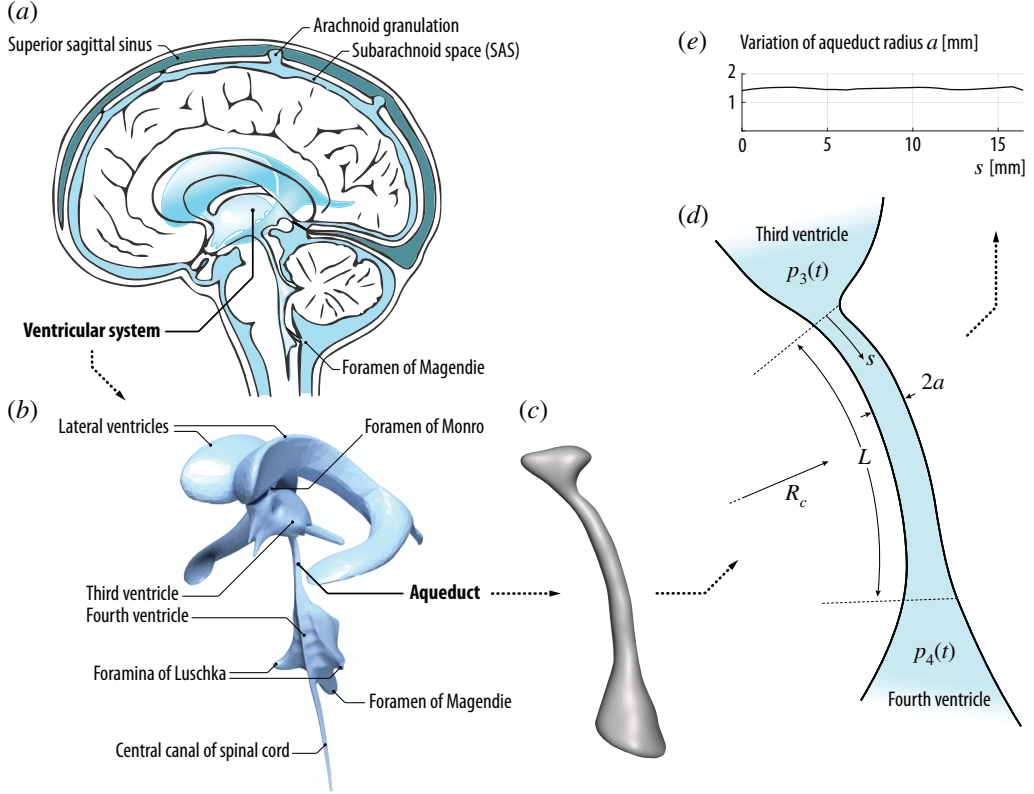 (a)
Arachnoid granulation
Superior sagittal sinus
Subarachnoid space (SAS)
Ventricular system
Foramen of Magendie
(b)
Lateral ventricles
Foramen of Monro
Third ventricle
Aqueduct
Fourth ventricle
Foramina of Luschka
Foramen of Magendie
Central canal of spinal cord
(c)
(d)
Third ventricle
p₃(t)
s
2a
L
R_c
p₄(t)
Fourth ventricle
(e)
Variation of aqueduct radius a [mm]
2
1
0 5 10 15
s [mm]